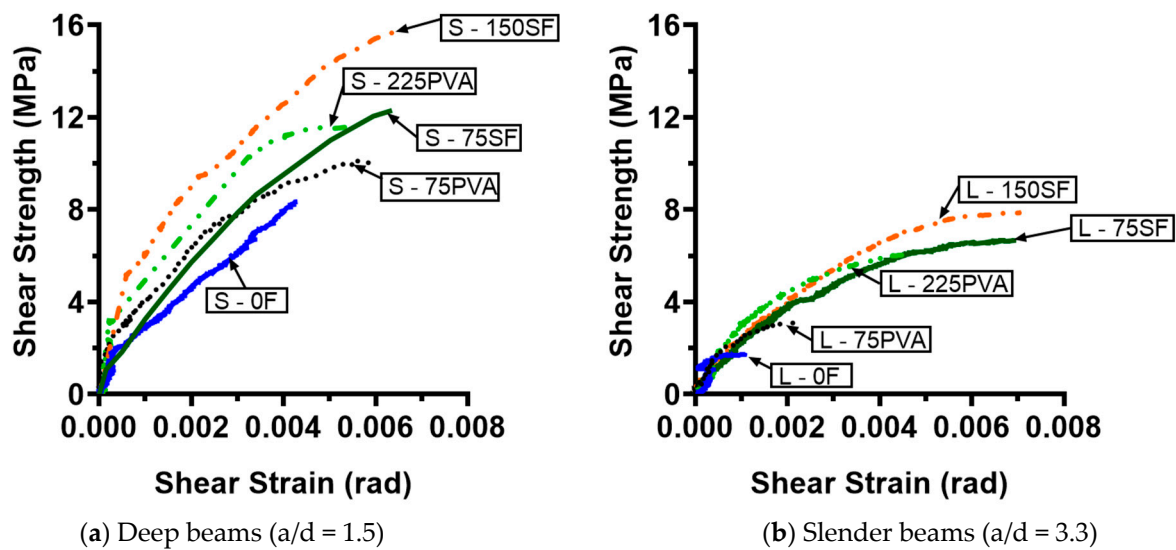 Shear Strength (MPa)
16
12
8
4
0
0.000 0.002 0.004 0.006 0.008
Shear Strain (rad)
S - 150SF
S - 225PVA
S - 75SF
S - 75PVA
S - 0F
(a) Deep beams (a/d = 1.5)
Shear Strength (MPa)
16
12
8
4
0
0.000 0.002 0.004 0.006 0.008
Shear Strain (rad)
L - 150SF
L - 75SF
L - 225PVA
L - 75PVA
L - 0F
(b) Slender beams (a/d = 3.3)